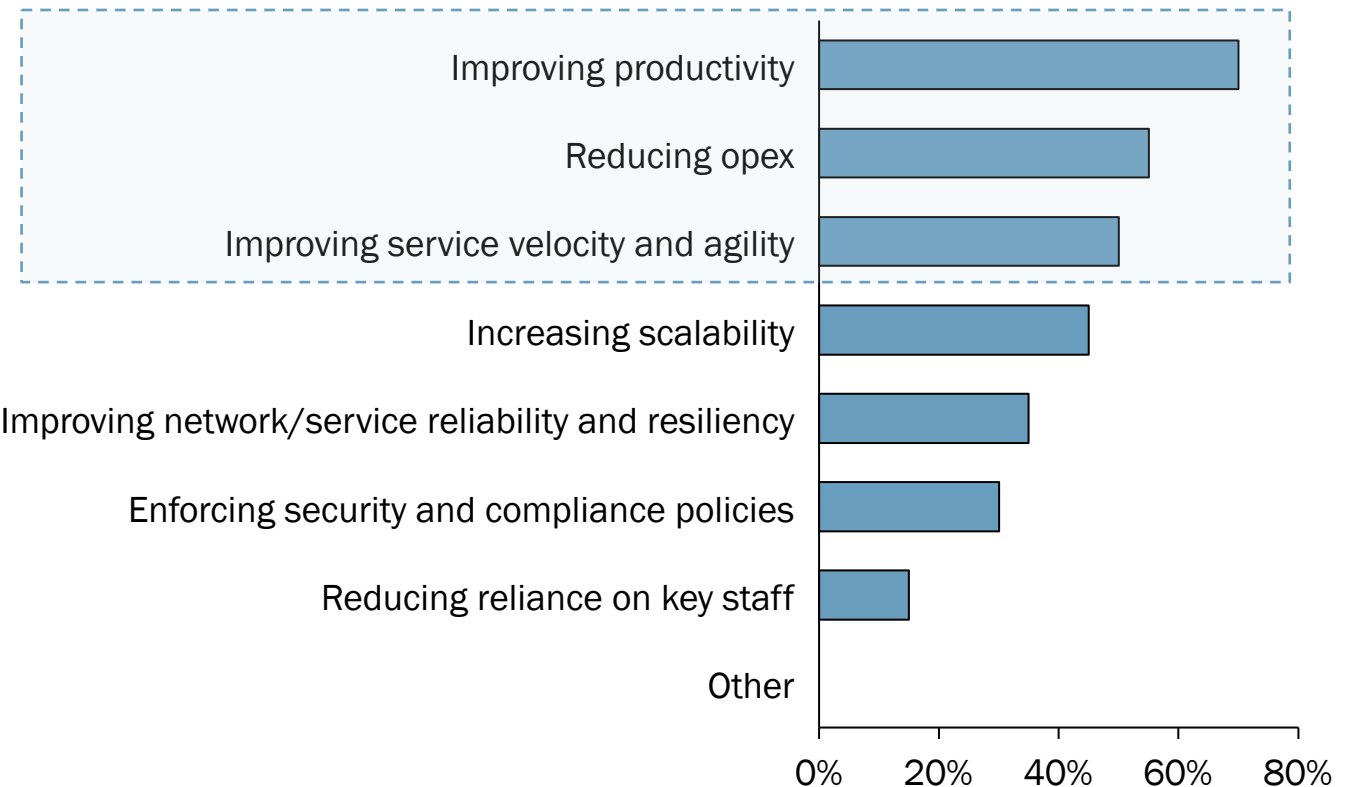 Improving productivity
Reducing opex
Improving service velocity and agility
Increasing scalability
Improving network/service reliability and resiliency
Enforcing security and compliance policies
Reducing reliance on key staff
Other
0% 20% 40% 60% 80%